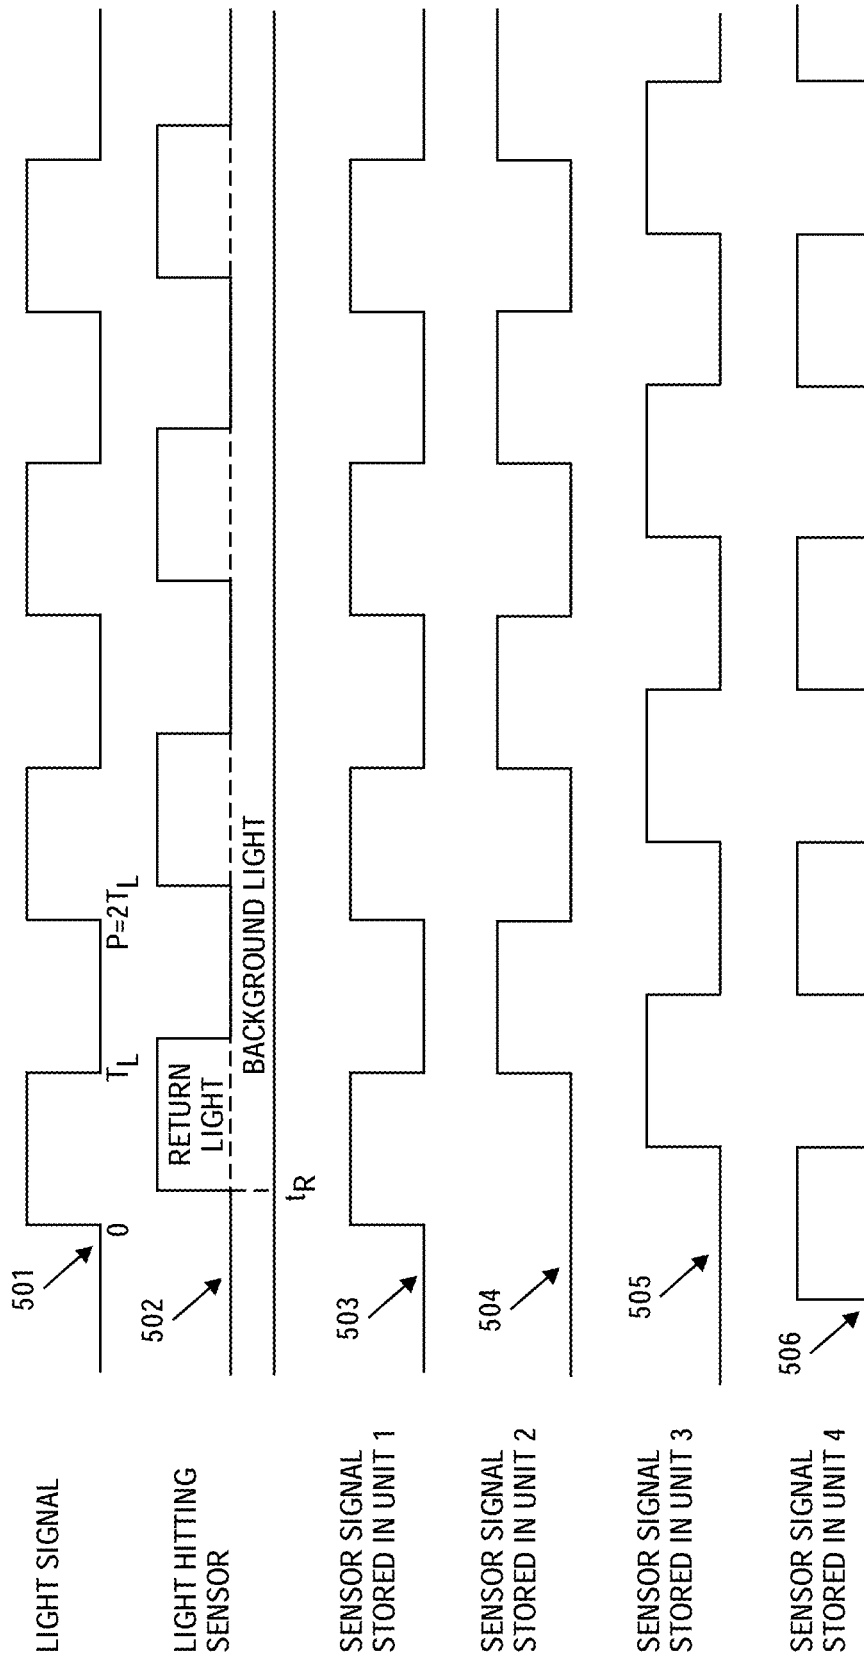 LIGHT SIGNAL
501
0
T_L
P=2T_L
LIGHT HITTING
SENSOR
502
RETURN
LIGHT
t_R
BACKGROUND LIGHT
SENSOR SIGNAL
STORED IN UNIT 1
503
SENSOR SIGNAL
STORED IN UNIT 2
504
SENSOR SIGNAL
STORED IN UNIT 3
505
SENSOR SIGNAL
STORED IN UNIT 4
506